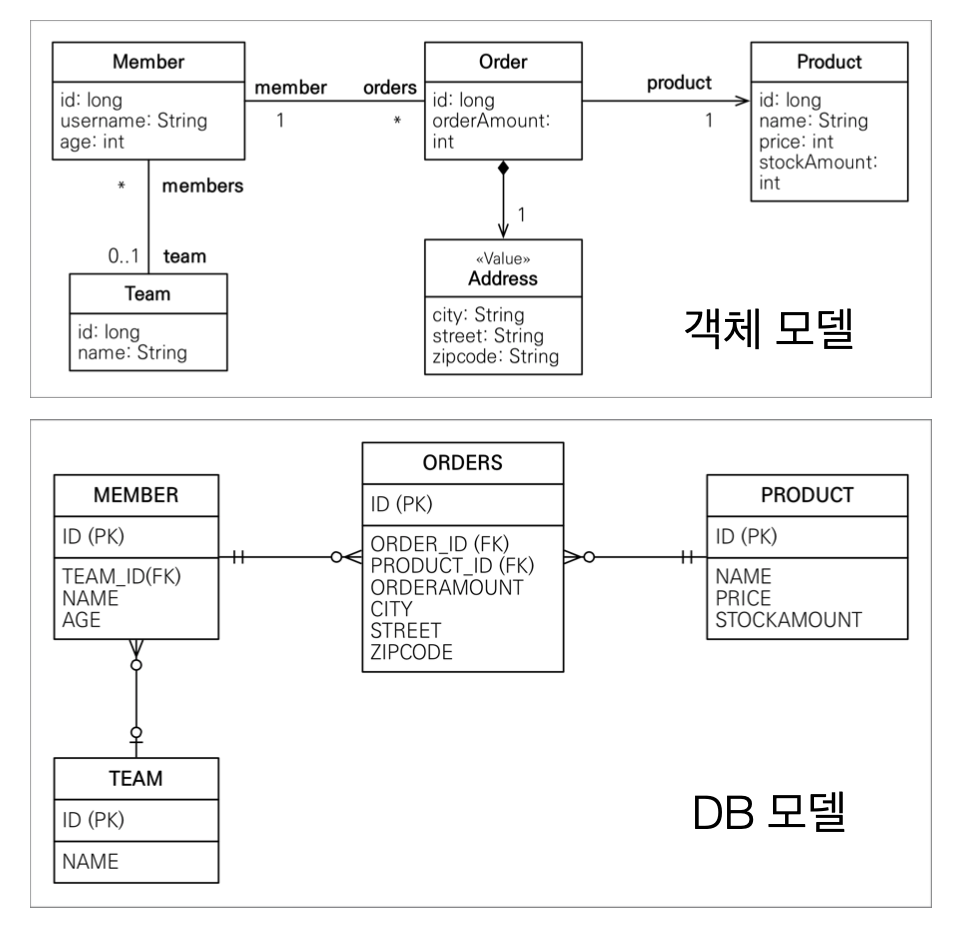 Member
id: long
username: String
age: int
member
1
orders
*
Order
id: long
orderAmount:
int
product
1
Product
id: long
name: String
price: int
stockAmount:
int
*
members
0..1
team
Team
id: long
name: String
1
«Value»
Address
city: String
street: String
zipcode: String
객체 모델
MEMBER
ID (PK)
TEAM_ID(FK)
NAME
AGE
ORDERS
ID (PK)
ORDER_ID (FK)
PRODUCT_ID (FK)
ORDERAMOUNT
CITY
STREET
ZIPCODE
PRODUCT
ID (PK)
NAME
PRICE
STOCKAMOUNT
TEAM
ID (PK)
NAME
DB 모델